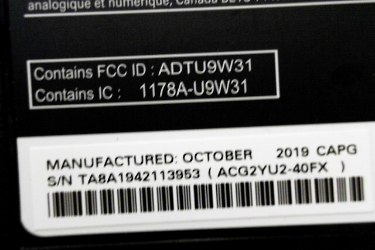 analogique et numérique, Canada
Contains FCC ID : ADTU9W31
Contains IC : 1178A-U9W31
MANUFACTURED: OCTOBER 2019 CAPG
S/N TA8A1942113953 ( ACG2YU2-40FX )